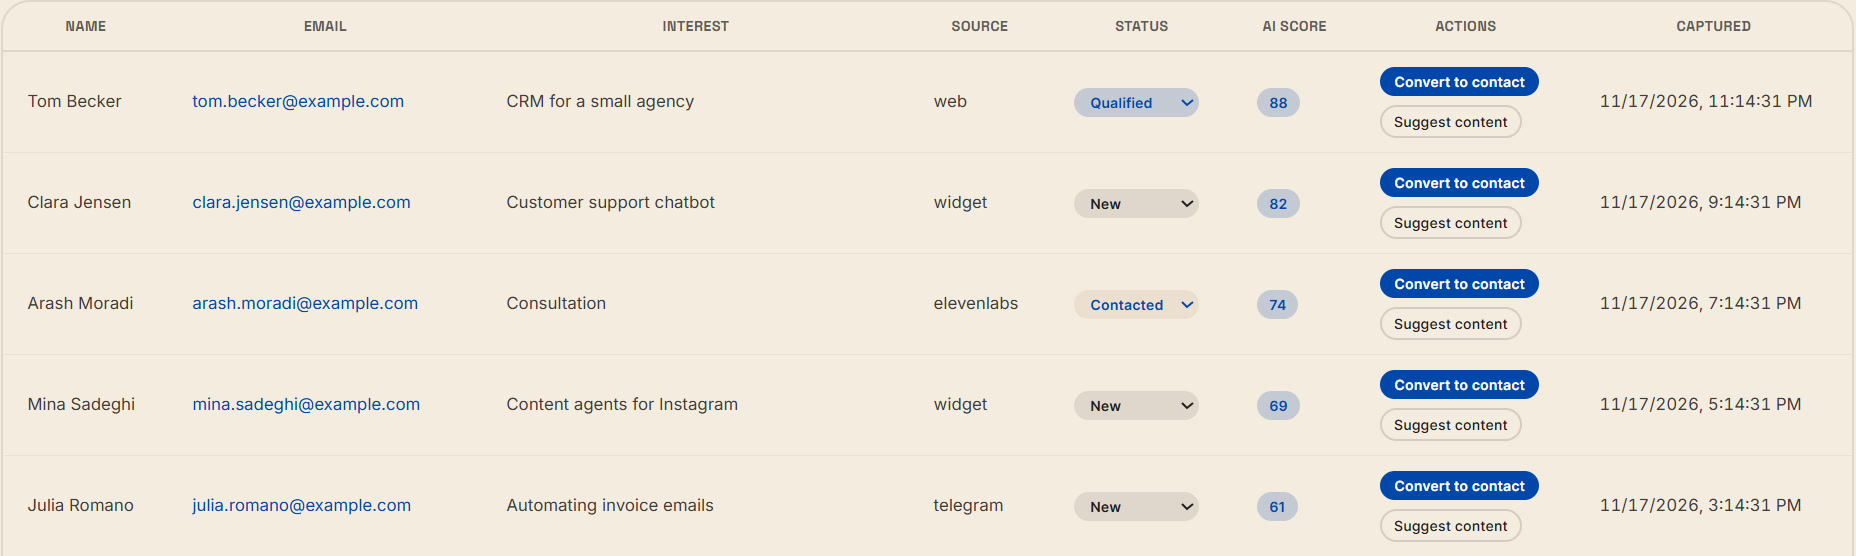 NAME EMAIL INTEREST SOURCE STATUS AI SCORE ACTIONS CAPTURED
Tom Becker tom.becker@example.com CRM for a small agency web Qualified 88 Convert to contact 11/17/2026, 11:14:31 PM
Suggest content
Clara Jensen clara.jensen@example.com Customer support chatbot widget New 82 Convert to contact 11/17/2026, 9:14:31 PM
Suggest content
Arash Moradi arash.moradi@example.com Consultation elevenlabs Contacted 74 Convert to contact 11/17/2026, 7:14:31 PM
Suggest content
Mina Sadeghi mina.sadeghi@example.com Content agents for Instagram widget New 69 Convert to contact 11/17/2026, 5:14:31 PM
Suggest content
Julia Romano julia.romano@example.com Automating invoice emails telegram New 61 Convert to contact 11/17/2026, 3:14:31 PM
Suggest content